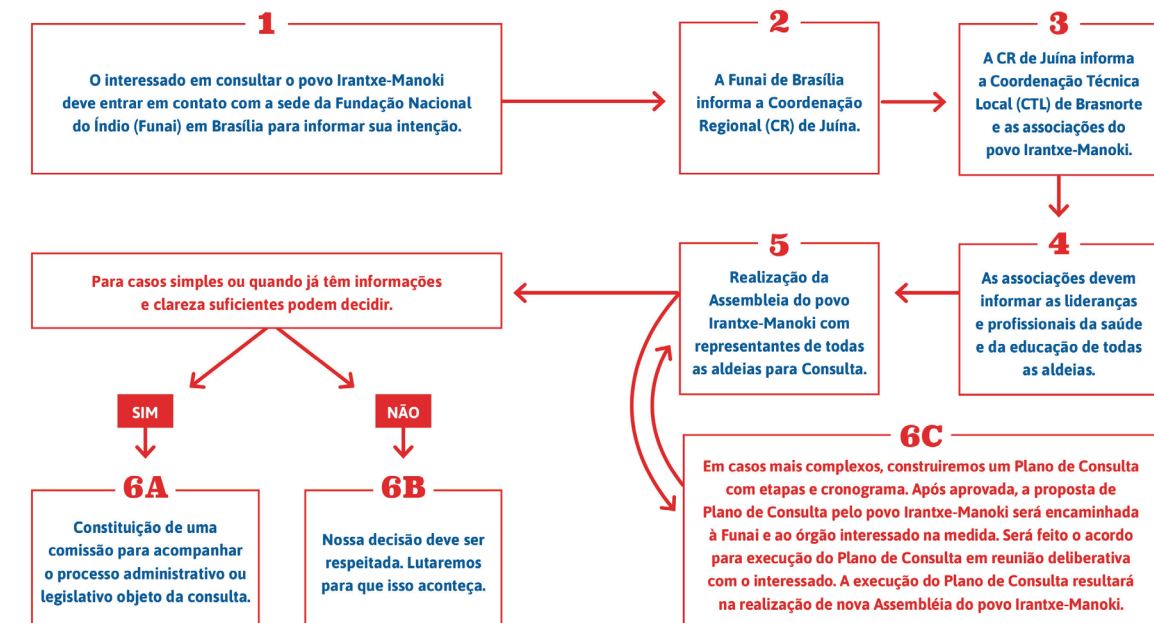 1
O interessado em consultar o povo Irantxe-Manoki
deve entrar em contato com a sede da Fundação Nacional
do Índio (Funai) em Brasília para informar sua intenção.
2
A Funai de Brasília
informa a Coordenação
Regional (CR) de Juína.
3
A CR de Juína informa
a Coordenação Técnica
Local (CTL) de Brasnorte
e as associações do
povo Irantxe-Manoki.
4
As associações devem
informar as lideranças
e profissionais da saúde
e da educação de todas
as aldeias.
5
Realização da
Assembleia do povo
Irantxe-Manoki com
representantes de todas
as aldeias para Consulta.
Para casos simples ou quando já têm informações
e clareza suficientes podem decidir.
SIM
NÃO
6A
Constituição de uma
comissão para acompanhar
o processo administrativo ou
legislativo objeto da consulta.
6B
Nossa decisão deve ser
respeitada. Lutaremos
para que isso aconteça.
6C
Em casos mais complexos, construiremos um Plano de Consulta
com etapas e cronograma. Após aprovada, a proposta de
Plano de Consulta pelo povo Irantxe-Manoki será encaminhada
à Funai e ao órgão interessado na medida. Será feito o acordo
para execução do Plano de Consulta em reunião deliberativa
com o interessado. A execução do Plano de Consulta resultará
na realização de nova Assembléia do povo Irantxe-Manoki.